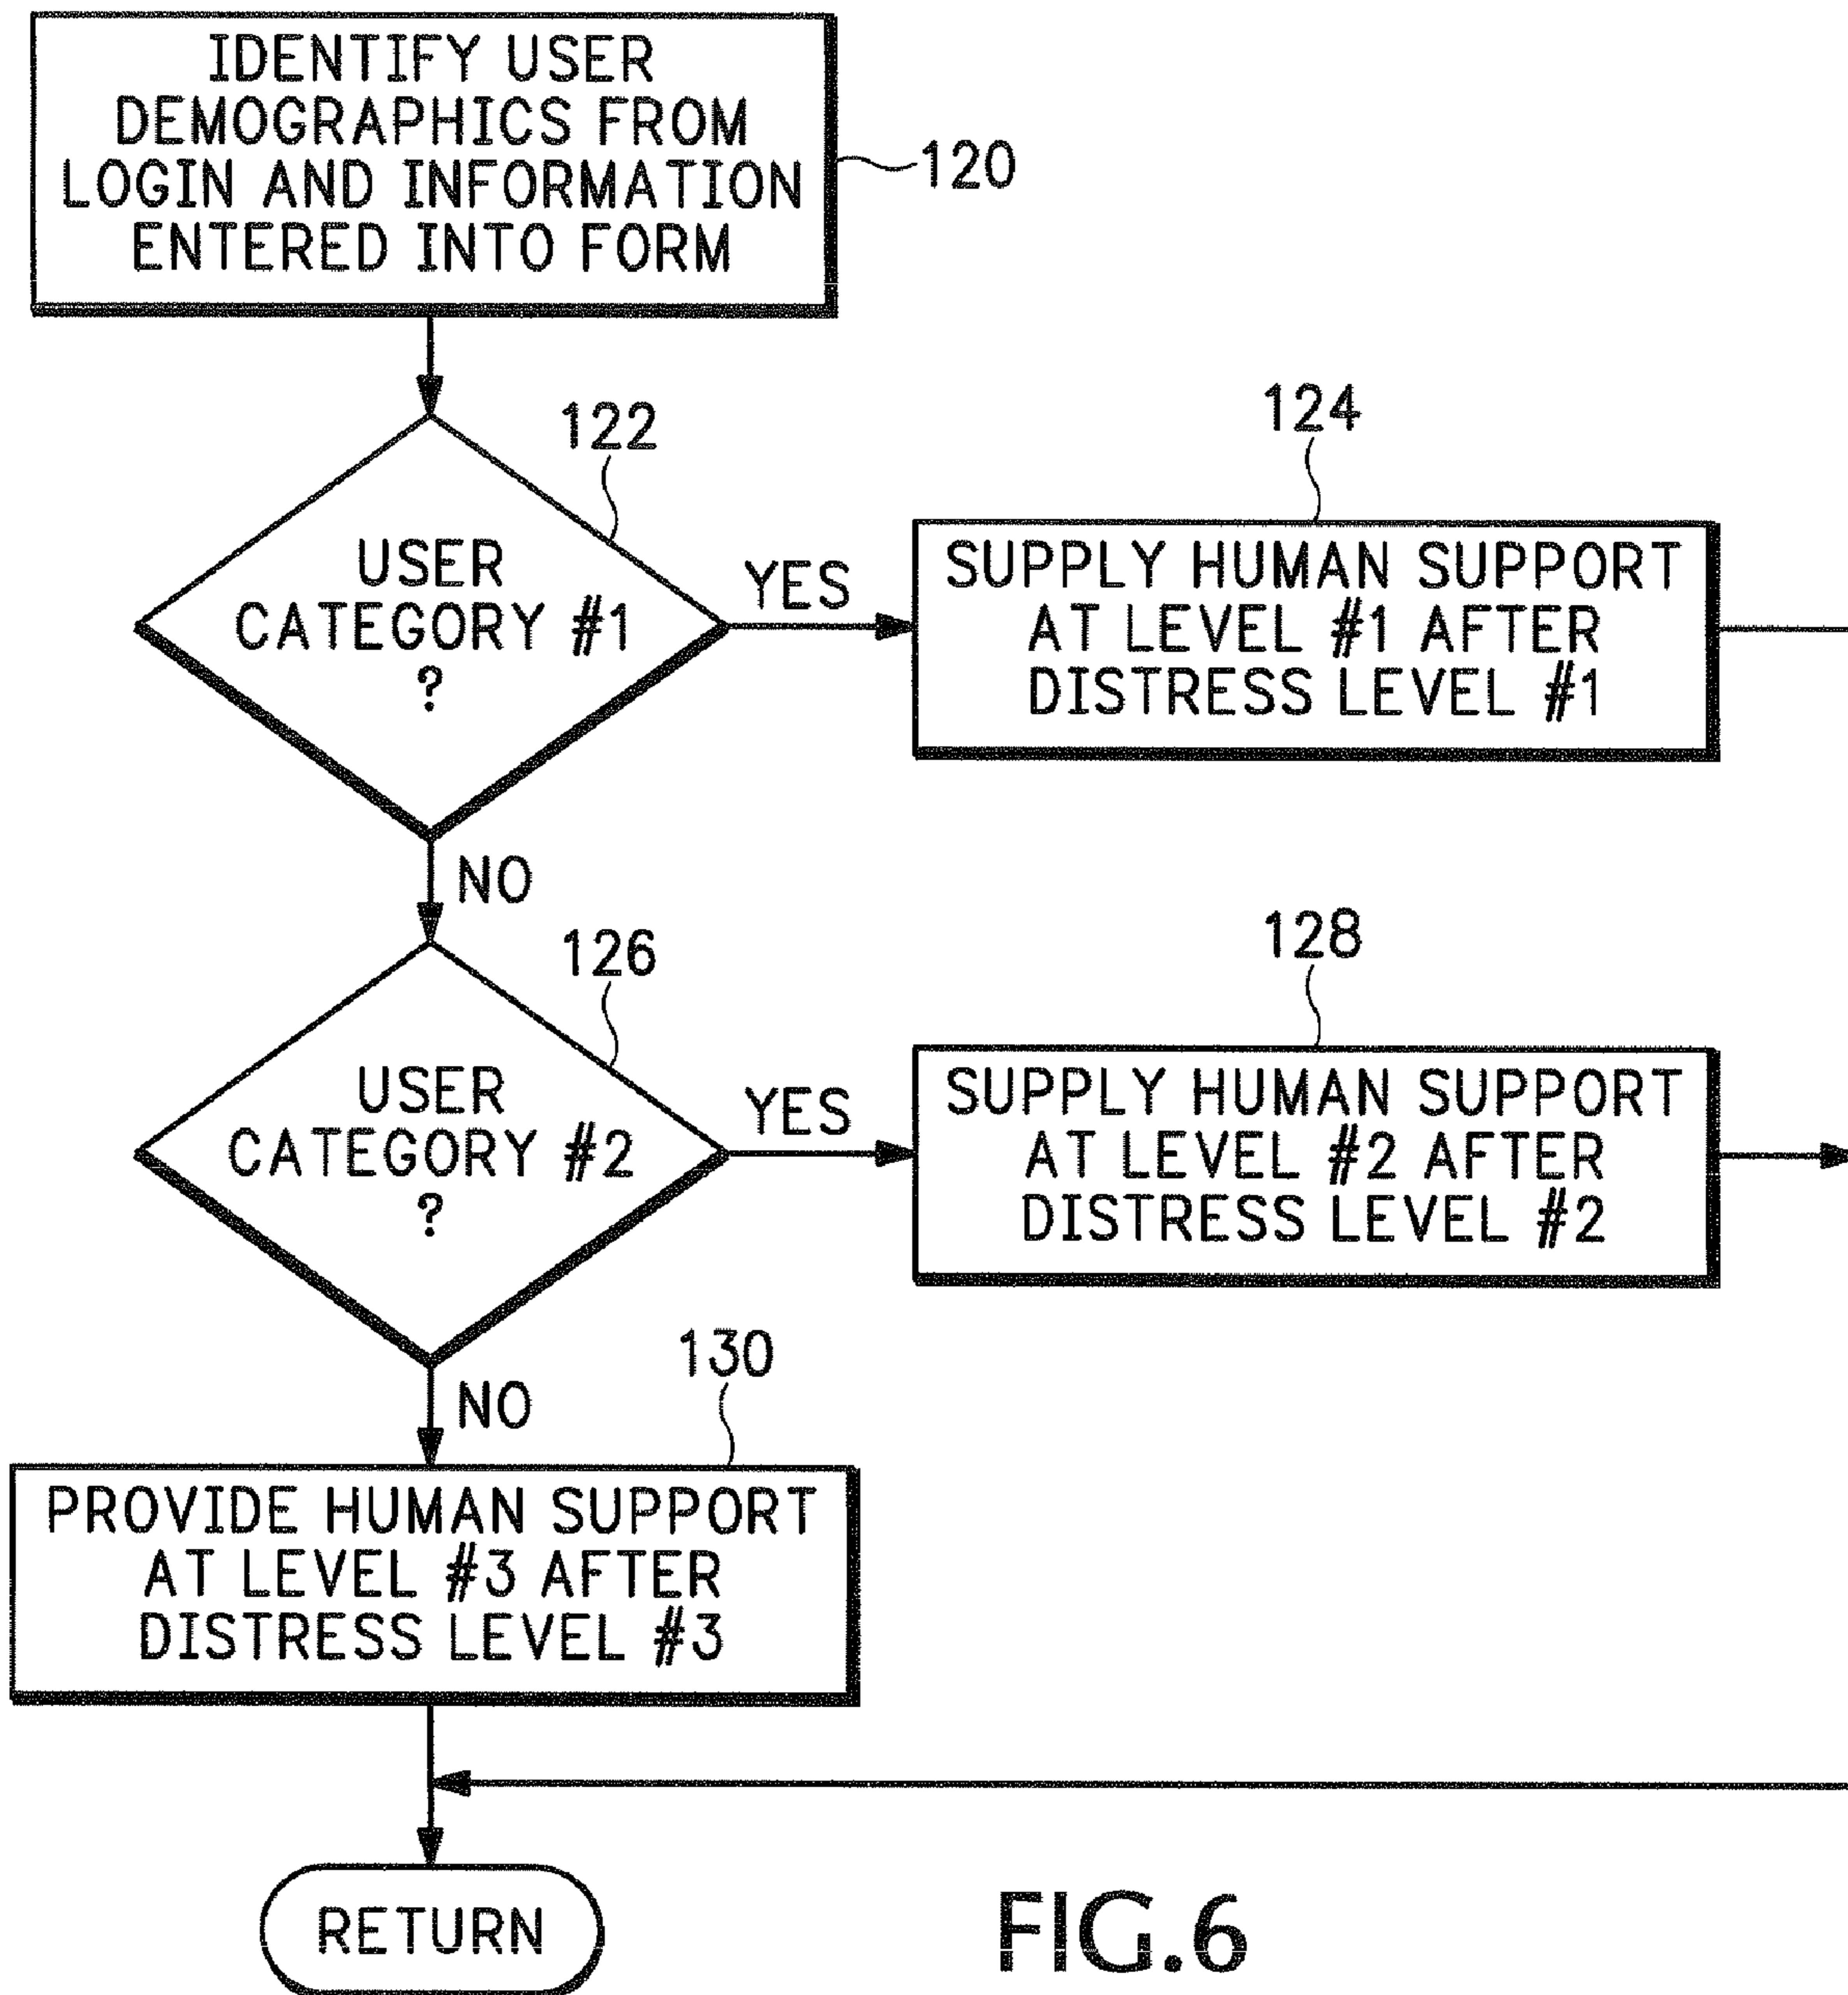 IDENTIFY USER
DEMOGRAPHICS FROM
LOGIN AND INFORMATION
ENTERED INTO FORM
120
122
USER
CATEGORY #1
?
YES
124
SUPPLY HUMAN SUPPORT
AT LEVEL #1 AFTER
DISTRESS LEVEL #1
NO
126
USER
CATEGORY #2
?
YES
128
SUPPLY HUMAN SUPPORT
AT LEVEL #2 AFTER
DISTRESS LEVEL #2
NO
130
PROVIDE HUMAN SUPPORT
AT LEVEL #3 AFTER
DISTRESS LEVEL #3
RETURN
FIG.6